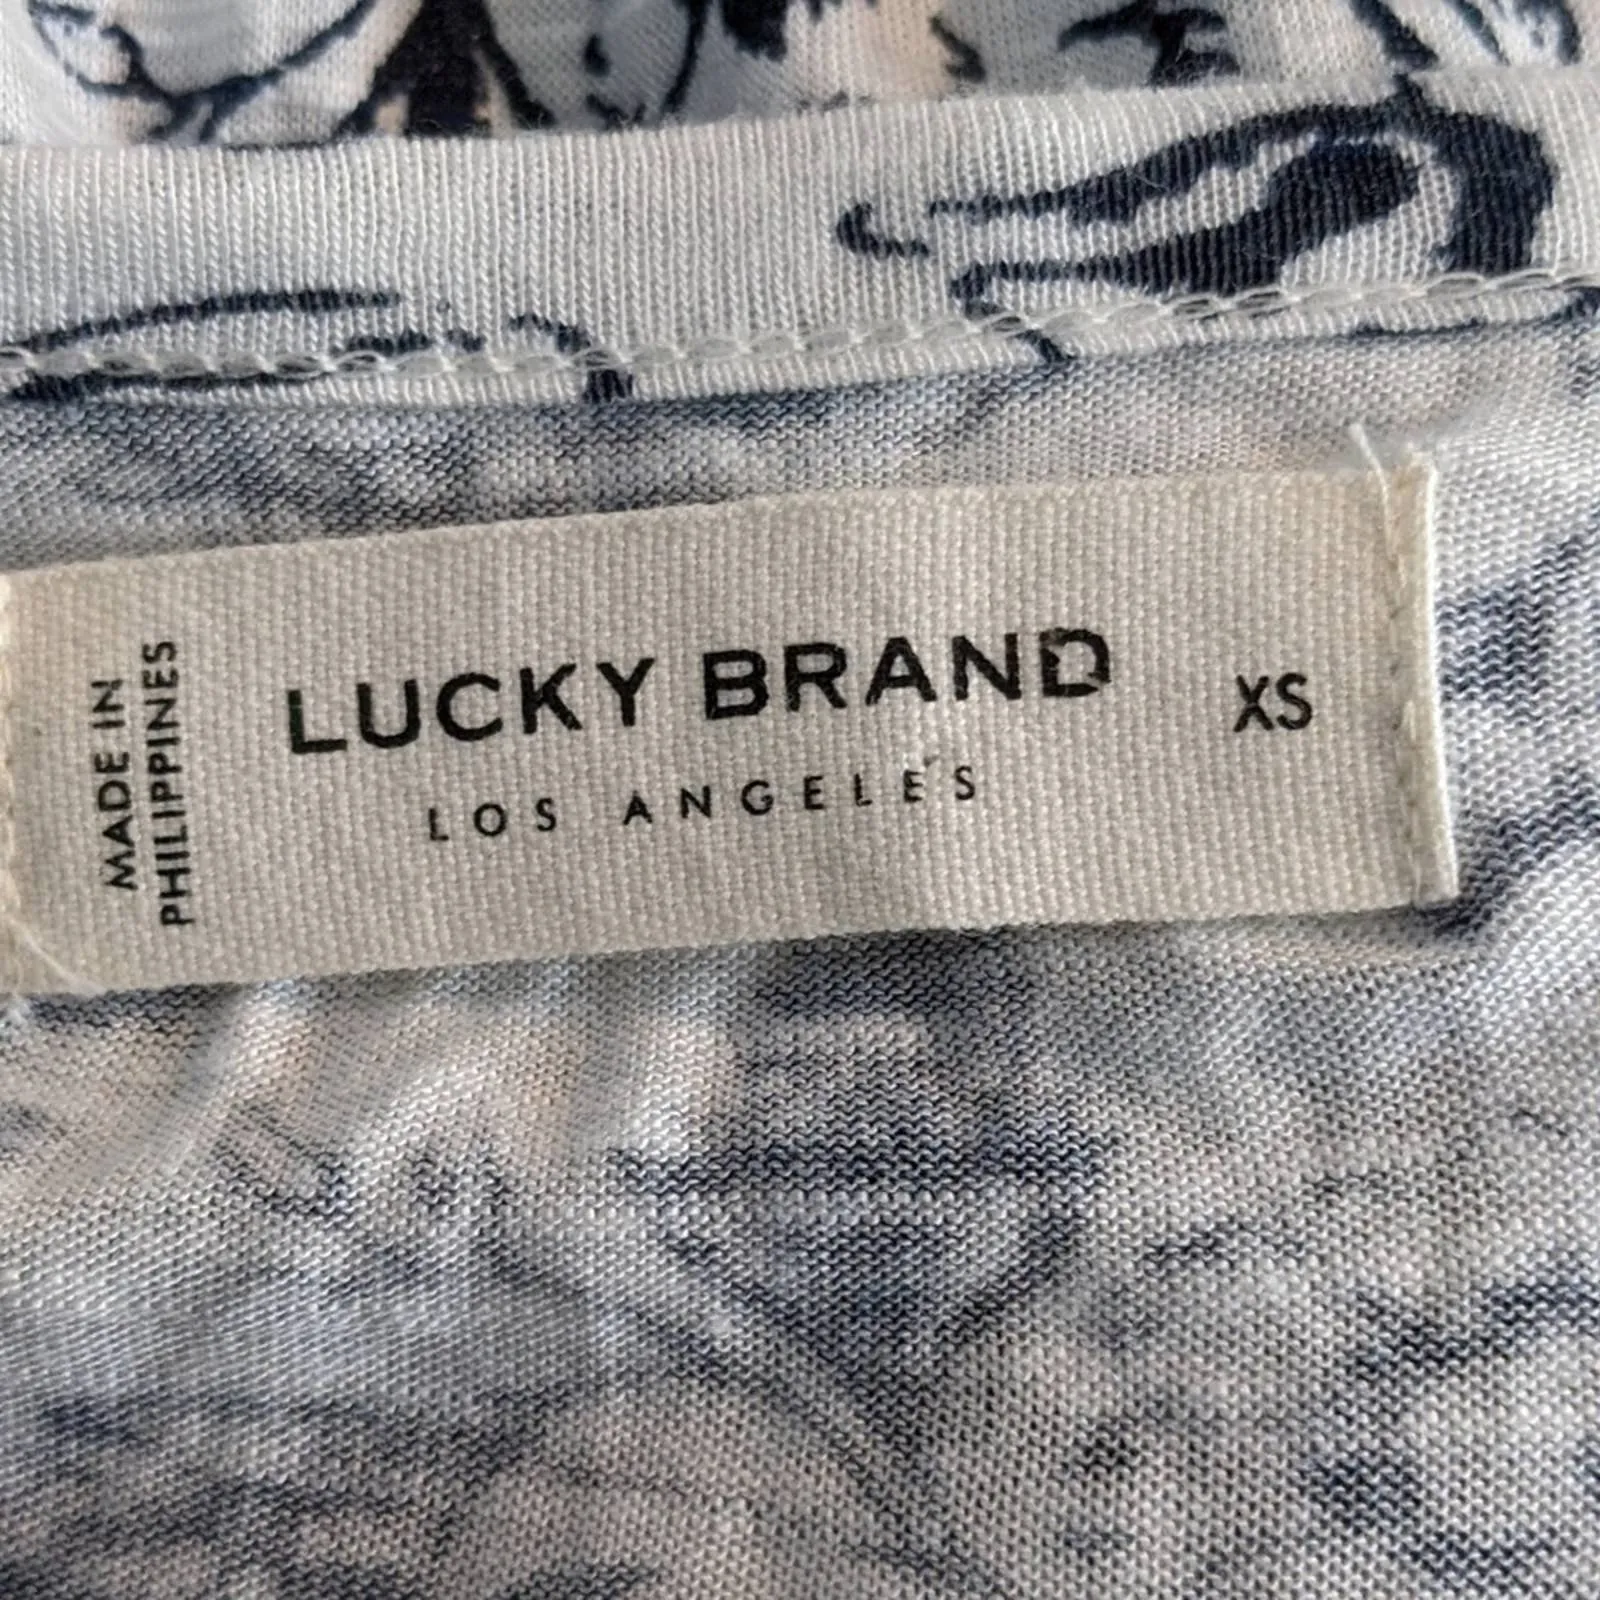 MADE IN
PHILIPPINES
LUCKY BRAND
LOS ANGELES
XS